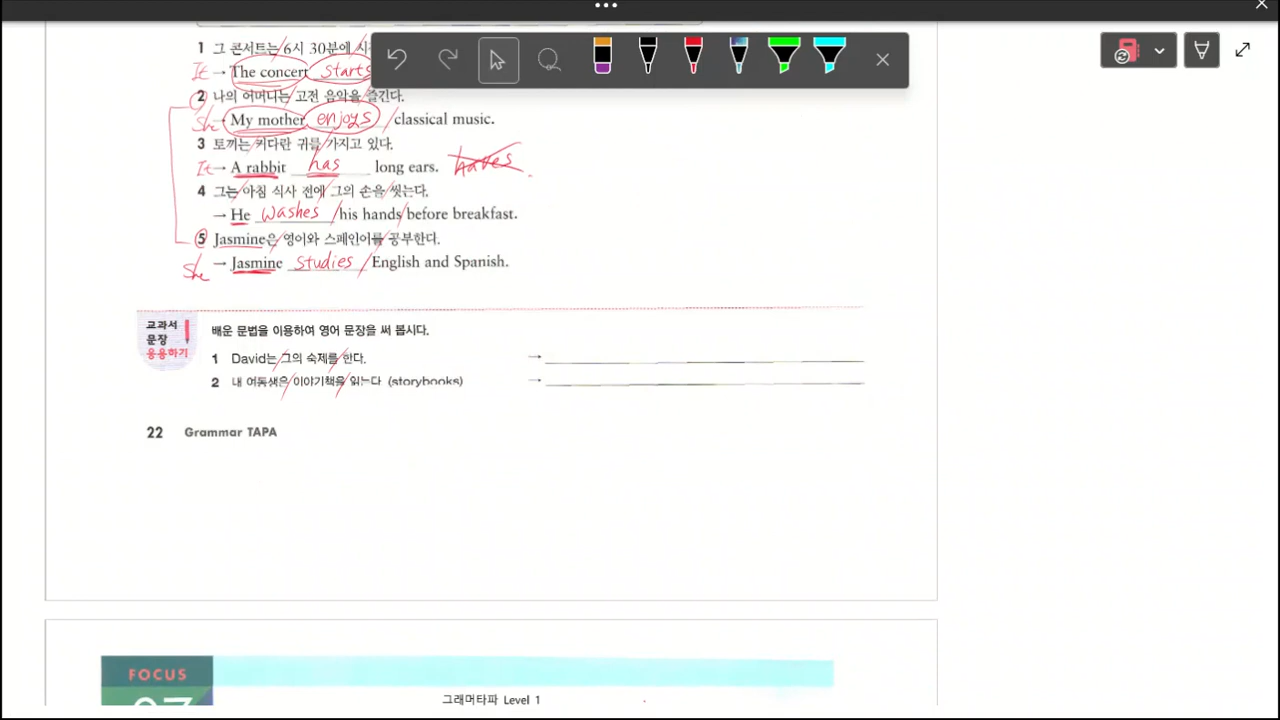 1 그 콘서트는 6시 30분에 시
It → The concert starts
2 나의 어머니는 고전 음악을 즐긴다.
She → My mother enjoys classical music.
3 토끼는 커다란 귀를 가지고 있다.
It → A rabbit has long ears. haves
4 그는 아침 식사 전에 그의 손을 씻는다.
→ He washes his hands before breakfast.
5 Jasmine은 영어와 스페인어를 공부한다.
She → Jasmine studies English and Spanish.
교과서
문장
응용하기
배운 문법을 이용하여 영어 문장을 써 봅시다.
1 David는 그의 숙제를 한다. →
2 내 여동생은 이야기책을 읽는다 (storybooks) →
22 Grammar TAPA
FOCUS
그래머타파 Level 1